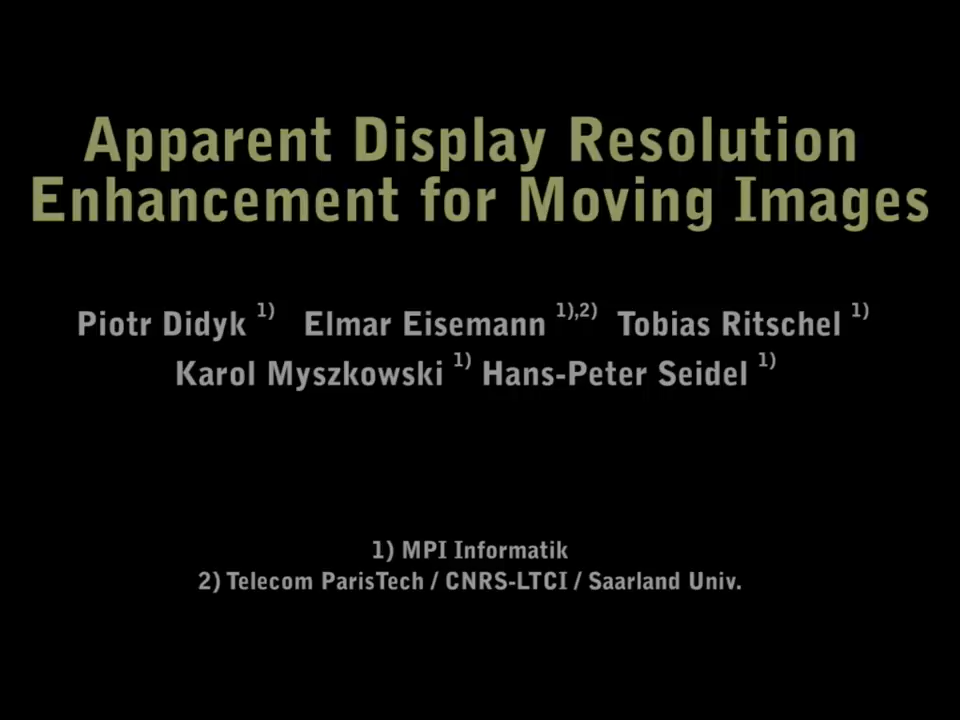 Apparent Display Resolution
Enhancement for Moving Images
Piotr Didyk 1) Elmar Eisemann 1),2) Tobias Ritschel 1)
Karol Myszkowski 1) Hans-Peter Seidel 1)
1) MPI Informatik
2) Telecom ParisTech / CNRS-LTCI / Saarland Univ.